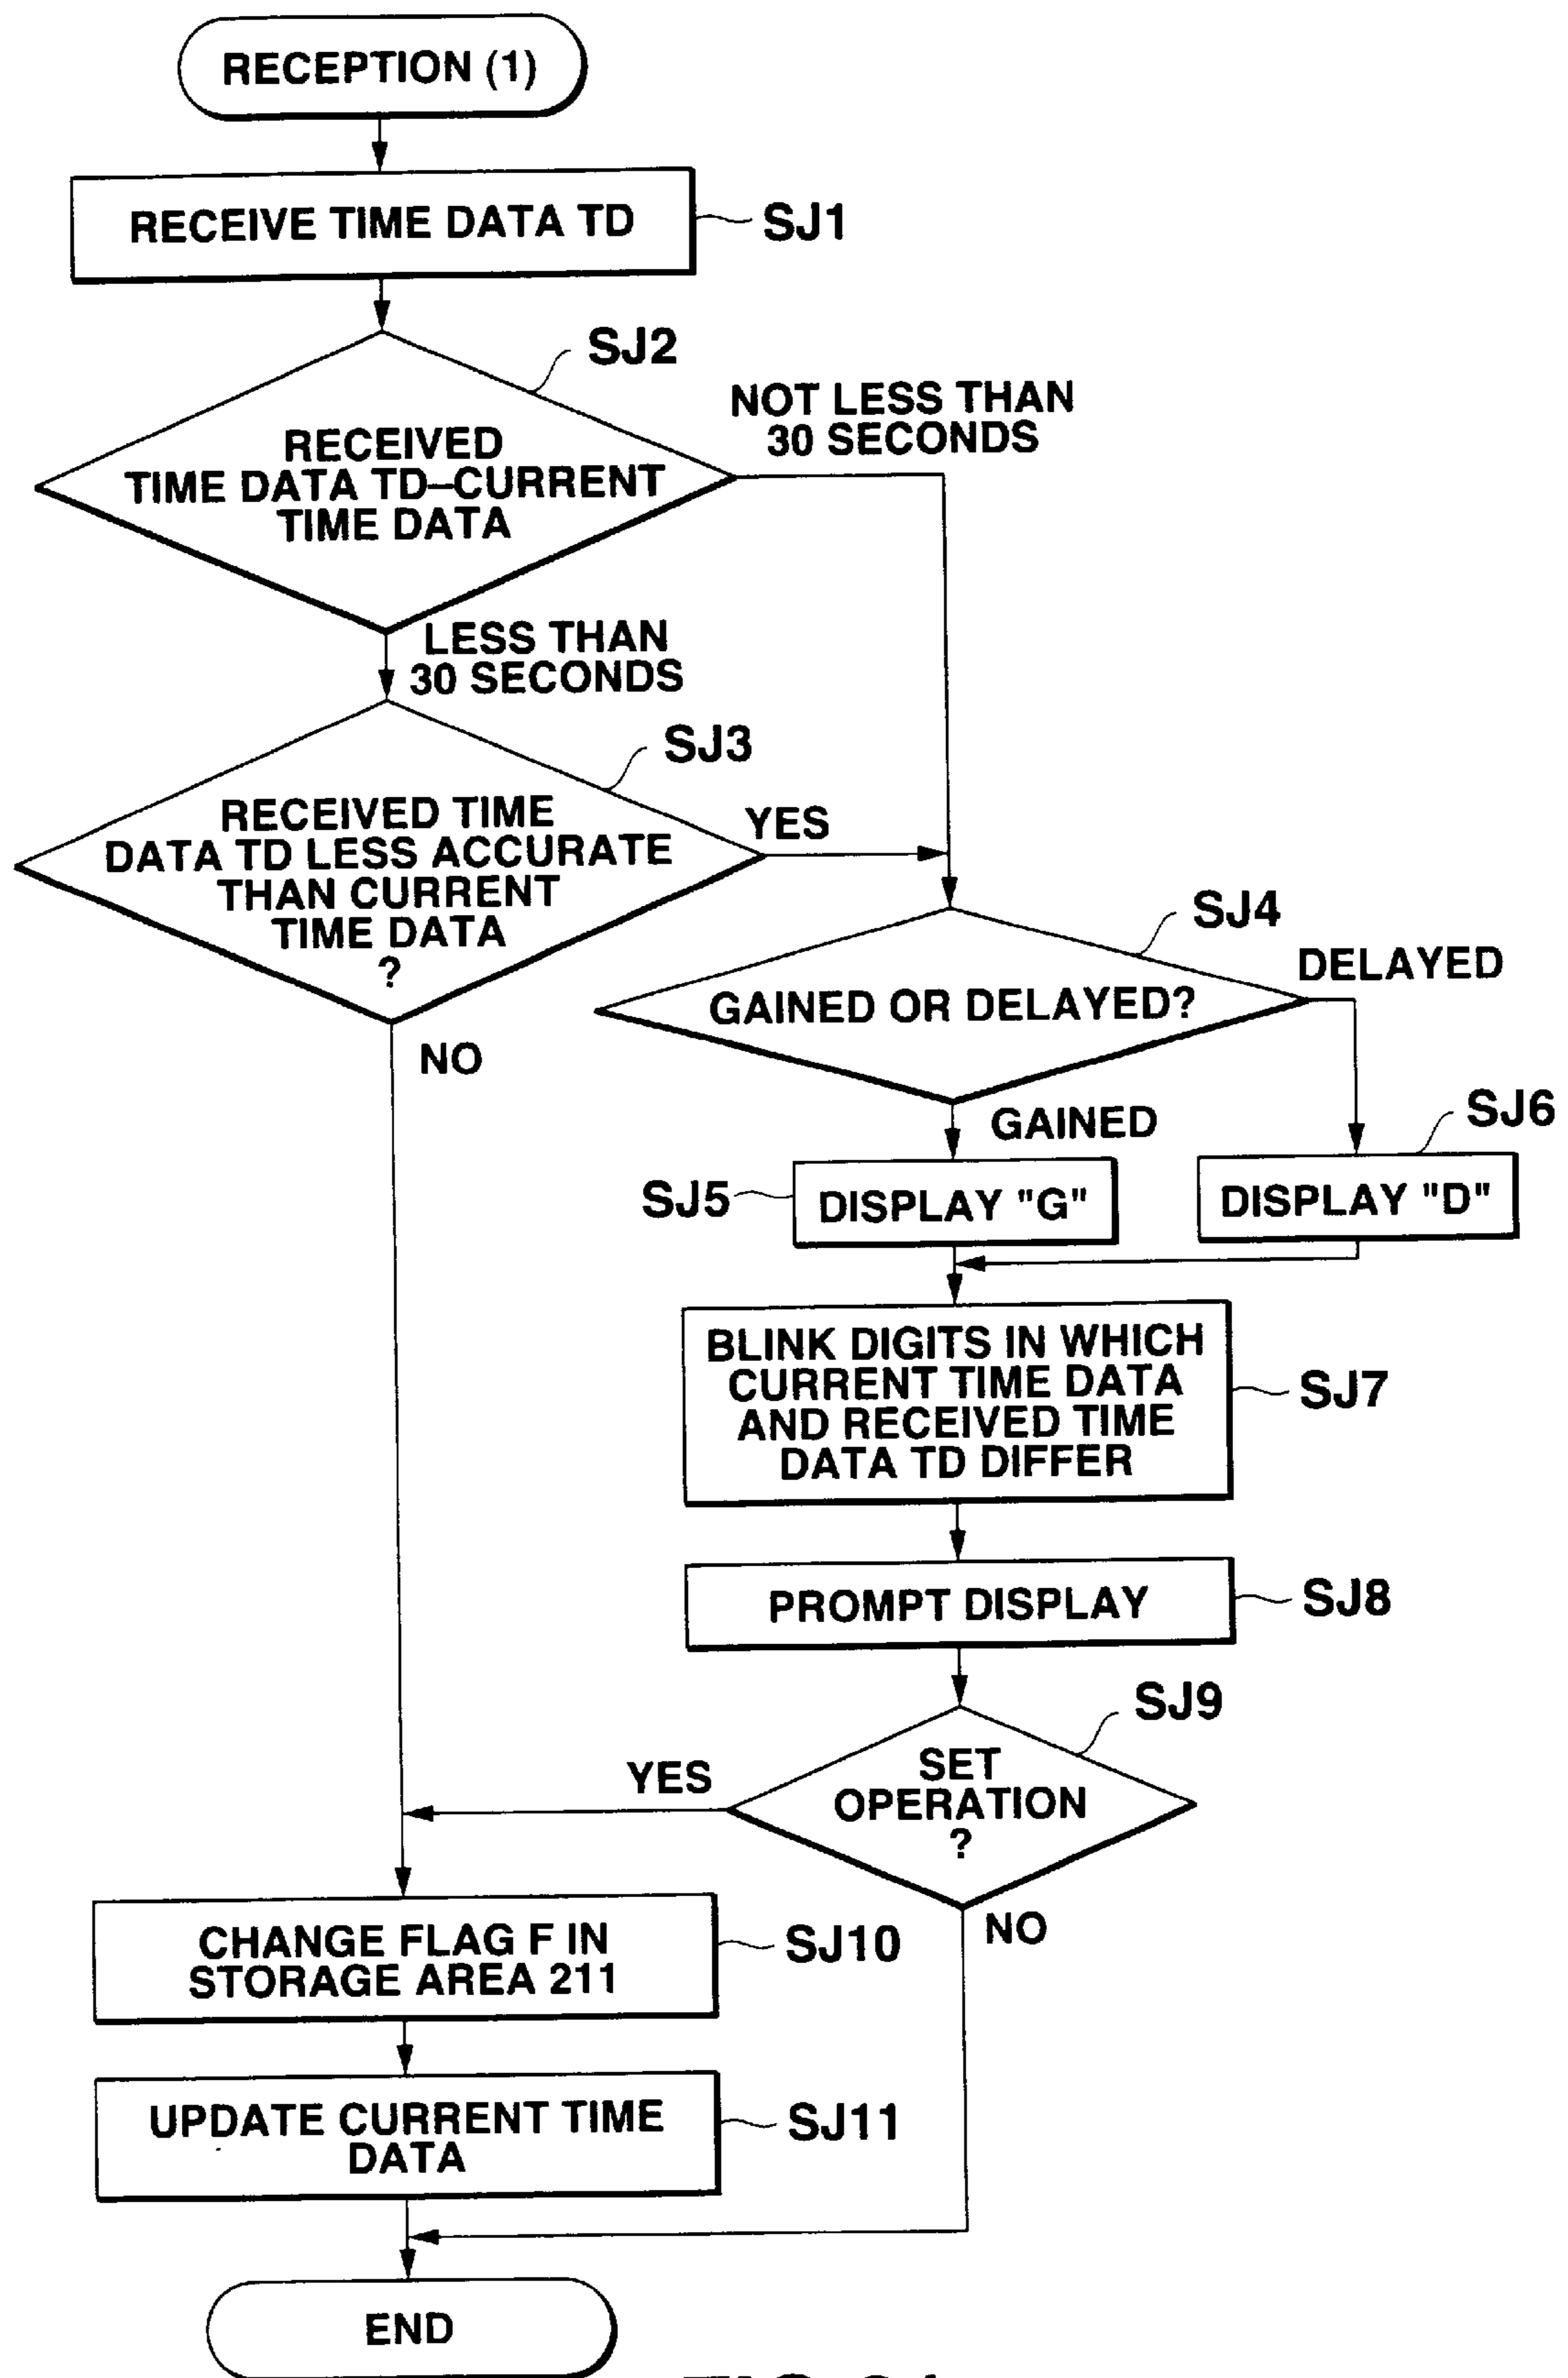 RECEPTION (1)
RECEIVE TIME DATA TD
SJ1
SJ2
RECEIVED
TIME DATA TD–CURRENT
TIME DATA
NOT LESS THAN
30 SECONDS
LESS THAN
30 SECONDS
SJ3
RECEIVED TIME
DATA TD LESS ACCURATE
THAN CURRENT
TIME DATA
?
YES
NO
SJ4
GAINED OR DELAYED?
DELAYED
GAINED
SJ5
DISPLAY "G"
SJ6
DISPLAY "D"
BLINK DIGITS IN WHICH
CURRENT TIME DATA
AND RECEIVED TIME
DATA TD DIFFER
SJ7
PROMPT DISPLAY
SJ8
SJ9
SET
OPERATION
?
YES
NO
CHANGE FLAG F IN
STORAGE AREA 211
SJ10
UPDATE CURRENT TIME
DATA
SJ11
END